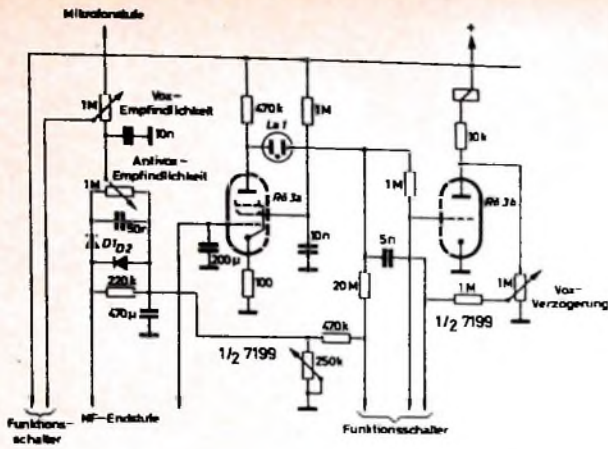 Mikrofonstufe
+
1M
Vox-
Empfindlichkeit
10n
Antivox-
Empfindlichkeit
1M
50n
D1
D2
220k
470µ
200µ
470k
1M
La 1
Rö 3a
10n
100
1/2 7199
250k
470k
20M
5n
1M
10k
Rö 3b
1M
1M
Vox-
Verzögerung
1/2 7199
Funktions-
schalter
NF-Endstufe
Funktionsschalter